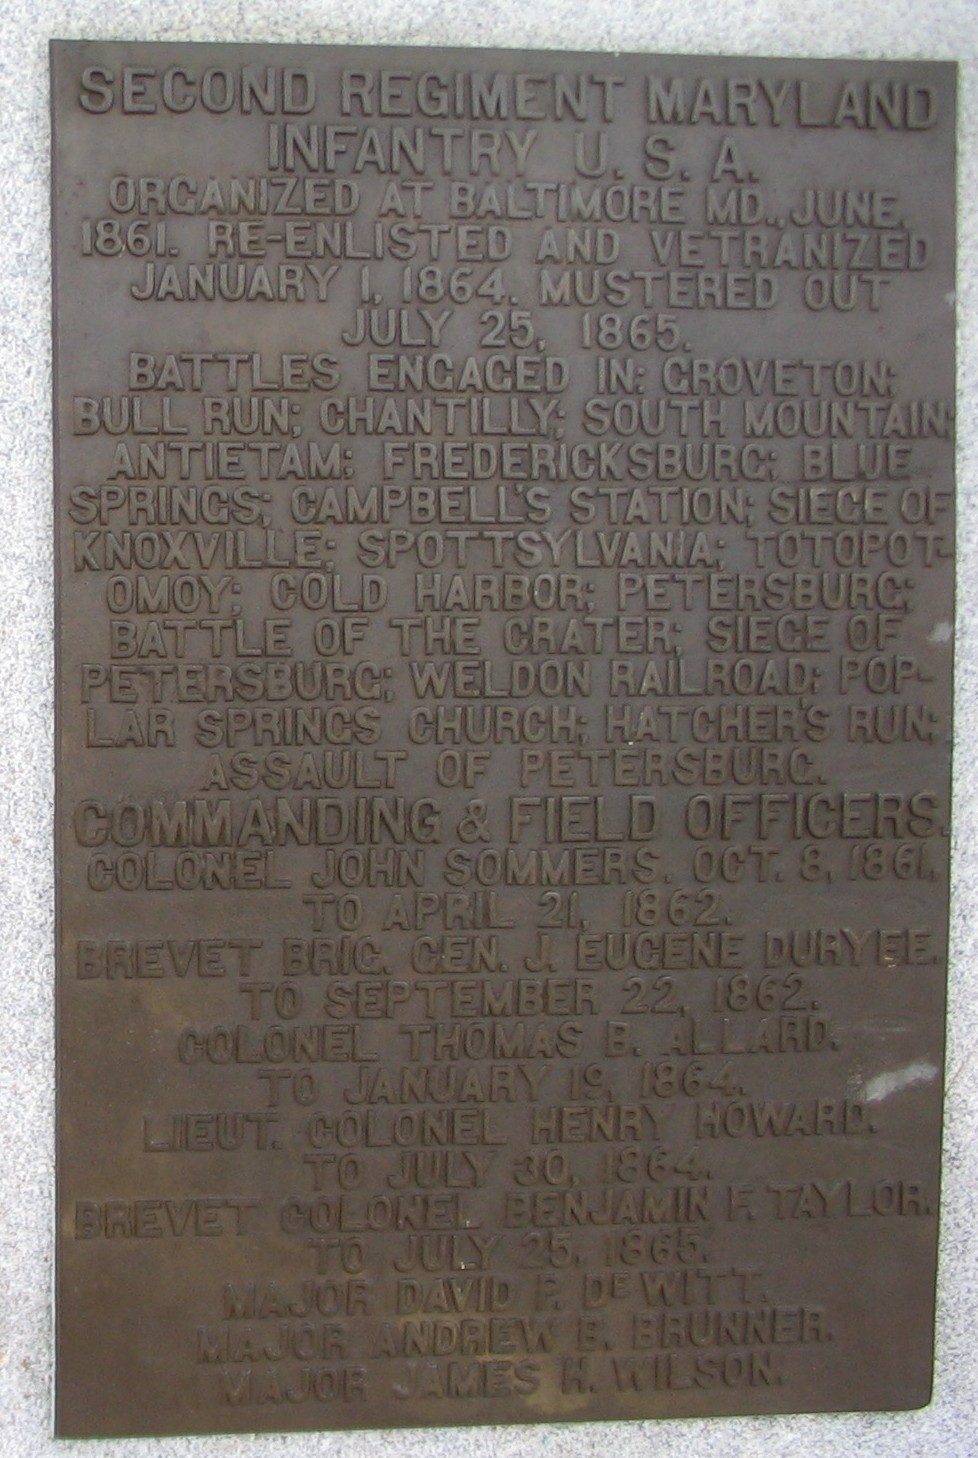 SECOND REGIMENT MARYLAND
INFANTRY U. S. A.
ORGANIZED AT BALTIMORE MD., JUNE,
1861. RE-ENLISTED AND VETRANIZED
JANUARY 1, 1864. MUSTERED OUT
JULY 25, 1865.
BATTLES ENGAGED IN: GROVETON;
BULL RUN; CHANTILLY; SOUTH MOUNTAIN;
ANTIETAM; FREDERICKSBURG; BLUE
SPRINGS; CAMPBELL'S STATION; SIEGE OF
KNOXVILLE; SPOTTSYLVANIA; TOTOPOT-
OMOY; COLD HARBOR; PETERSBURG;
BATTLE OF THE CRATER; SIEGE OF
PETERSBURG; WELDON RAILROAD; POP-
LAR SPRINGS CHURCH; HATCHER'S RUN;
ASSAULT OF PETERSBURG.
COMMANDING & FIELD OFFICERS.
COLONEL JOHN SOMMERS. OCT. 8, 1861,
TO APRIL 21, 1862.
BREVET BRIG. GEN. J. EUGENE DURYEE.
TO SEPTEMBER 22, 1862.
COLONEL THOMAS B. ALLARD.
TO JANUARY 19, 1864.
LIEUT. COLONEL HENRY HOWARD.
TO JULY 30, 1864.
BREVET COLONEL BENJAMIN F. TAYLOR.
TO JULY 25, 1865.
MAJOR DAVID P. DE WITT.
MAJOR ANDREW B. BRUNNER.
MAJOR JAMES H. WILSON.